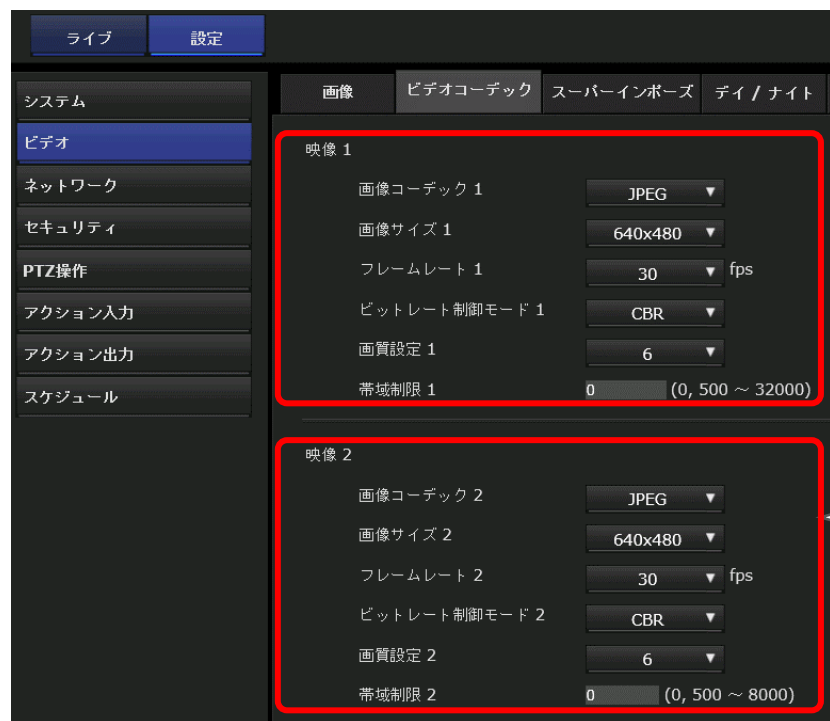 ライブ 設定
システム
ビデオ
ネットワーク
セキュリティ
PTZ操作
アクション入力
アクション出力
スケジュール
画像 ビデオコーデック スーパーインポーズ デイ / ナイト
映像 1
画像コーデック 1 JPEG ▼
画像サイズ 1 640x480 ▼
フレームレート 1 30 ▼ fps
ビットレート制御モード 1 CBR ▼
画質設定 1 6 ▼
帯域制限 1 0 (0, 500 ～ 32000)
映像 2
画像コーデック 2 JPEG ▼
画像サイズ 2 640x480 ▼
フレームレート 2 30 ▼ fps
ビットレート制御モード 2 CBR ▼
画質設定 2 6 ▼
帯域制限 2 0 (0, 500 ～ 8000)